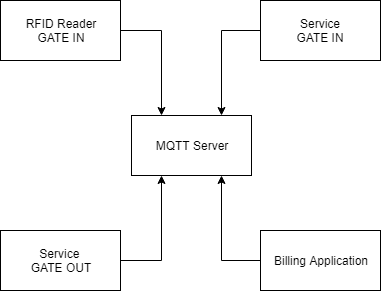 RFID Reader
GATE IN
Service
GATE IN
MQTT Server
Service
GATE OUT
Billing Application